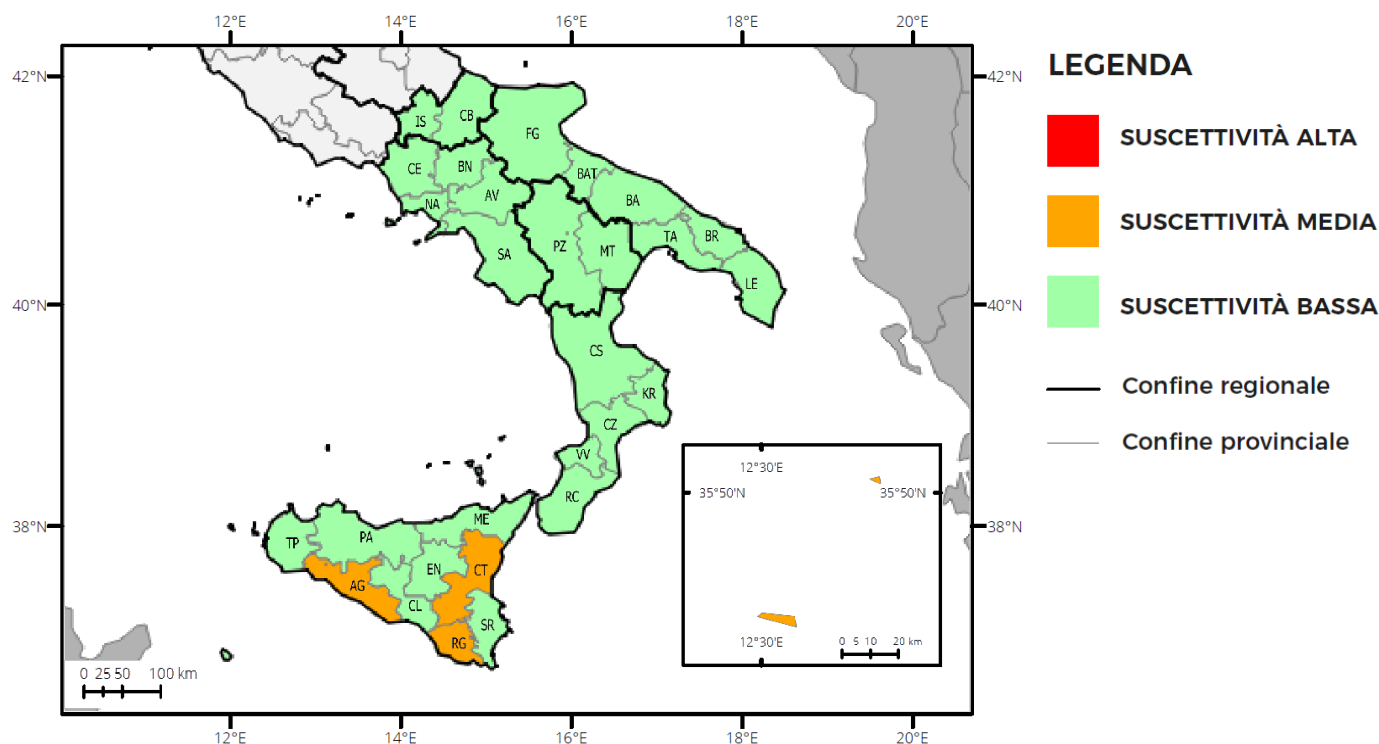 12°E 14°E 16°E 18°E 20°E
42°N 42°N
LEGENDA
SUSCETTIVITÀ ALTA
SUSCETTIVITÀ MEDIA
SUSCETTIVITÀ BASSA
Confine regionale
Confine provinciale
IS CB FG
CE BN BAT
NA AV BA
SA PZ MT TA BR
LE
40°N 40°N
CS
KR
CZ
VV
RC
ME
38°N 38°N
TP PA
EN CT
AG
CL
SR
RG
12°30'E
35°50'N 35°50'N
12°30'E
0 5 10 20 km
0 25 50 100 km
12°E 14°E 16°E 18°E 20°E